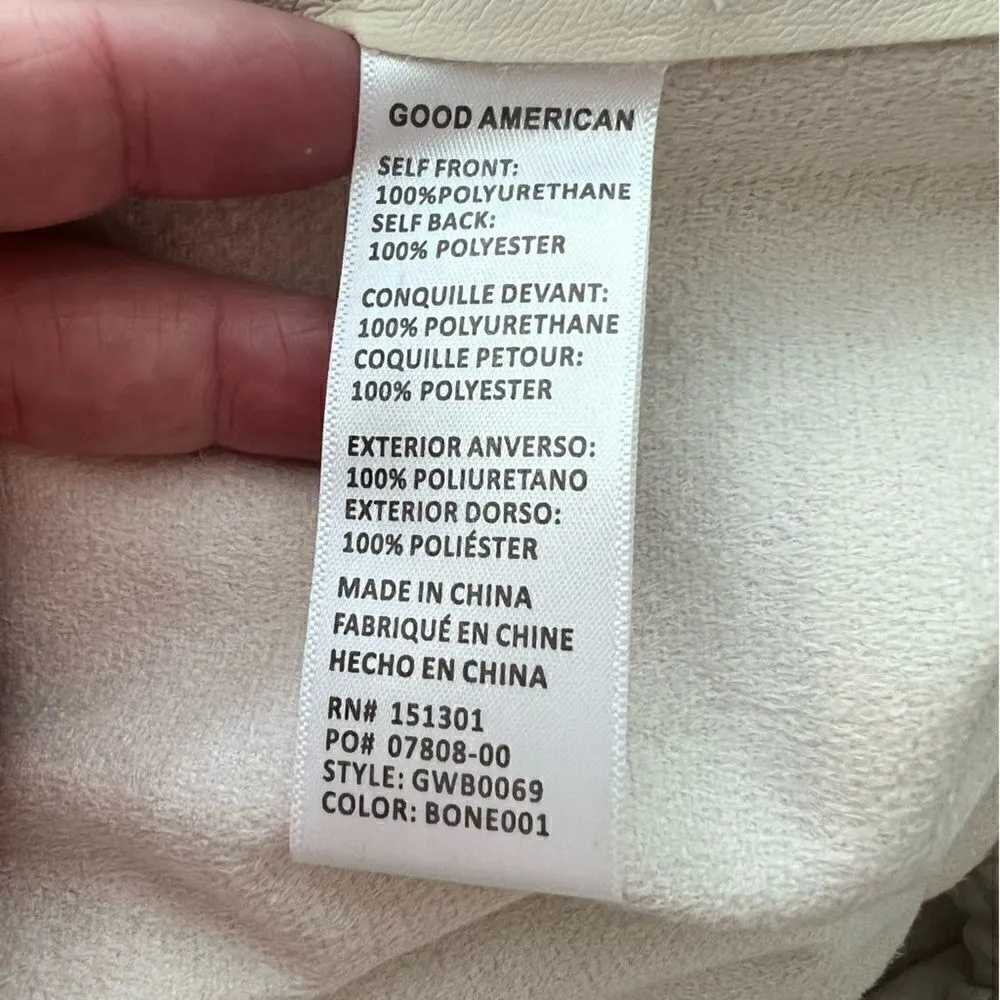 GOOD AMERICAN
SELF FRONT:
100%POLYURETHANE
SELF BACK:
100% POLYESTER
CONQUILLE DEVANT:
100% POLYURETHANE
COQUILLE PETOUR:
100% POLYESTER
EXTERIOR ANVERSO:
100% POLIURETANO
EXTERIOR DORSO:
100% POLIÉSTER
MADE IN CHINA
FABRIQUÉ EN CHINE
HECHO EN CHINA
RN# 151301
PO# 07808-00
STYLE: GWB0069
COLOR: BONE001